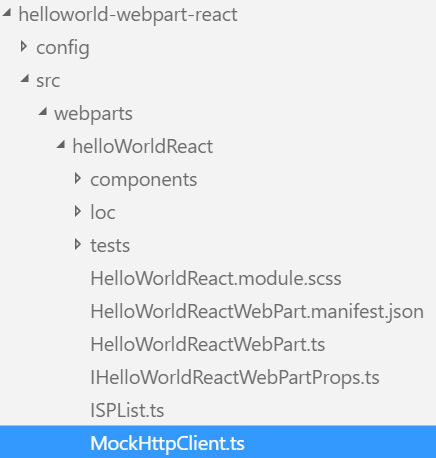 helloworld-webpart-react
config
src
webparts
helloWorldReact
components
loc
tests
HelloWorldReact.module.scss
HelloWorldReactWebPart.manifest.json
HelloWorldReactWebPart.ts
IHelloWorldReactWebPartProps.ts
ISPList.ts
MockHttpClient.ts